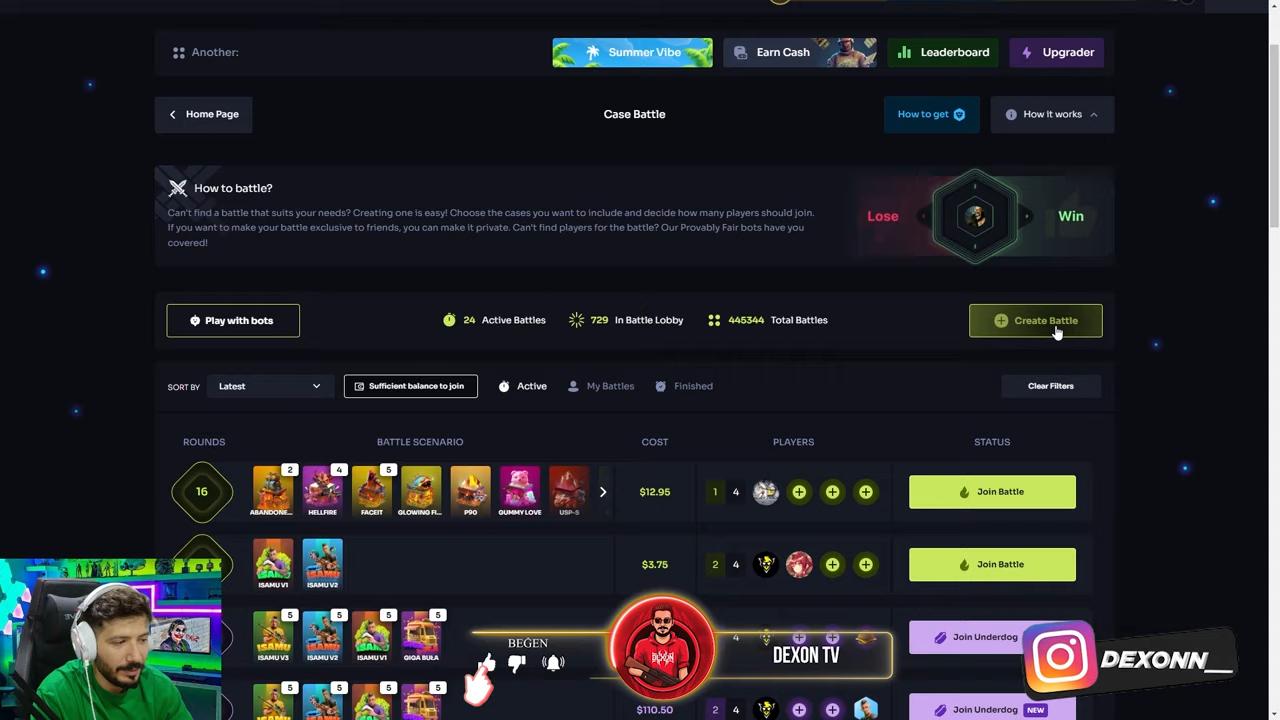 Another:
Summer Vibe
Earn Cash
Leaderboard
Upgrader
Home Page
Case Battle
How to get
How it works
How to battle?
Can't find a battle that suits your needs? Creating one is easy! Choose the cases you want to include and decide how many players should join.
If you want to make your battle exclusive to friends, you can make it private. Can't find players for the battle? Our Provably Fair bots have you
covered!
Lose
Win
Play with bots
24 Active Battles
729 In Battle Lobby
445344 Total Battles
Create Battle
SORT BY
Latest
Sufficient balance to join
Active
My Battles
Finished
Clear Filters
ROUNDS
BATTLE SCENARIO
COST
PLAYERS
STATUS
16
2
4
5
ABANDONE...
HELLFIRE
FACEIT
GLOWING FI...
P90
GUMMY LOVE
USP-S
$12.95
1 4
Join Battle
ISAMU V1
ISAMU V2
$3.75
2 4
Join Battle
5
5
5
5
ISAMU V3
ISAMU V2
ISAMU V1
GIGA BUŁA
4
Join Underdog
5
5
5
5
$110.50
2 4
Join Underdog NEW
BEĞEN
DEXON
DEXON TV
DEXONN__